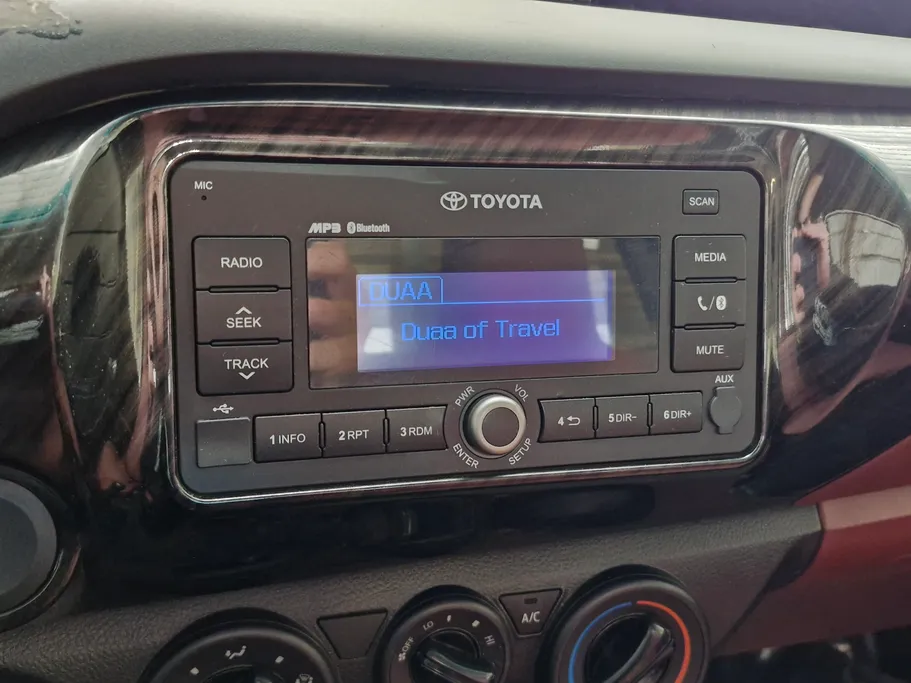 MIC
TOYOTA
SCAN
MP3 Bluetooth
RADIO
MEDIA
DUAA
Duaa of Travel
SEEK
TRACK
MUTE
AUX
PWR VOL
1 INFO
2 RPT
3 RDM
4
5 DIR-
6 DIR+
ENTER SETUP
A/C
OFF LO HI